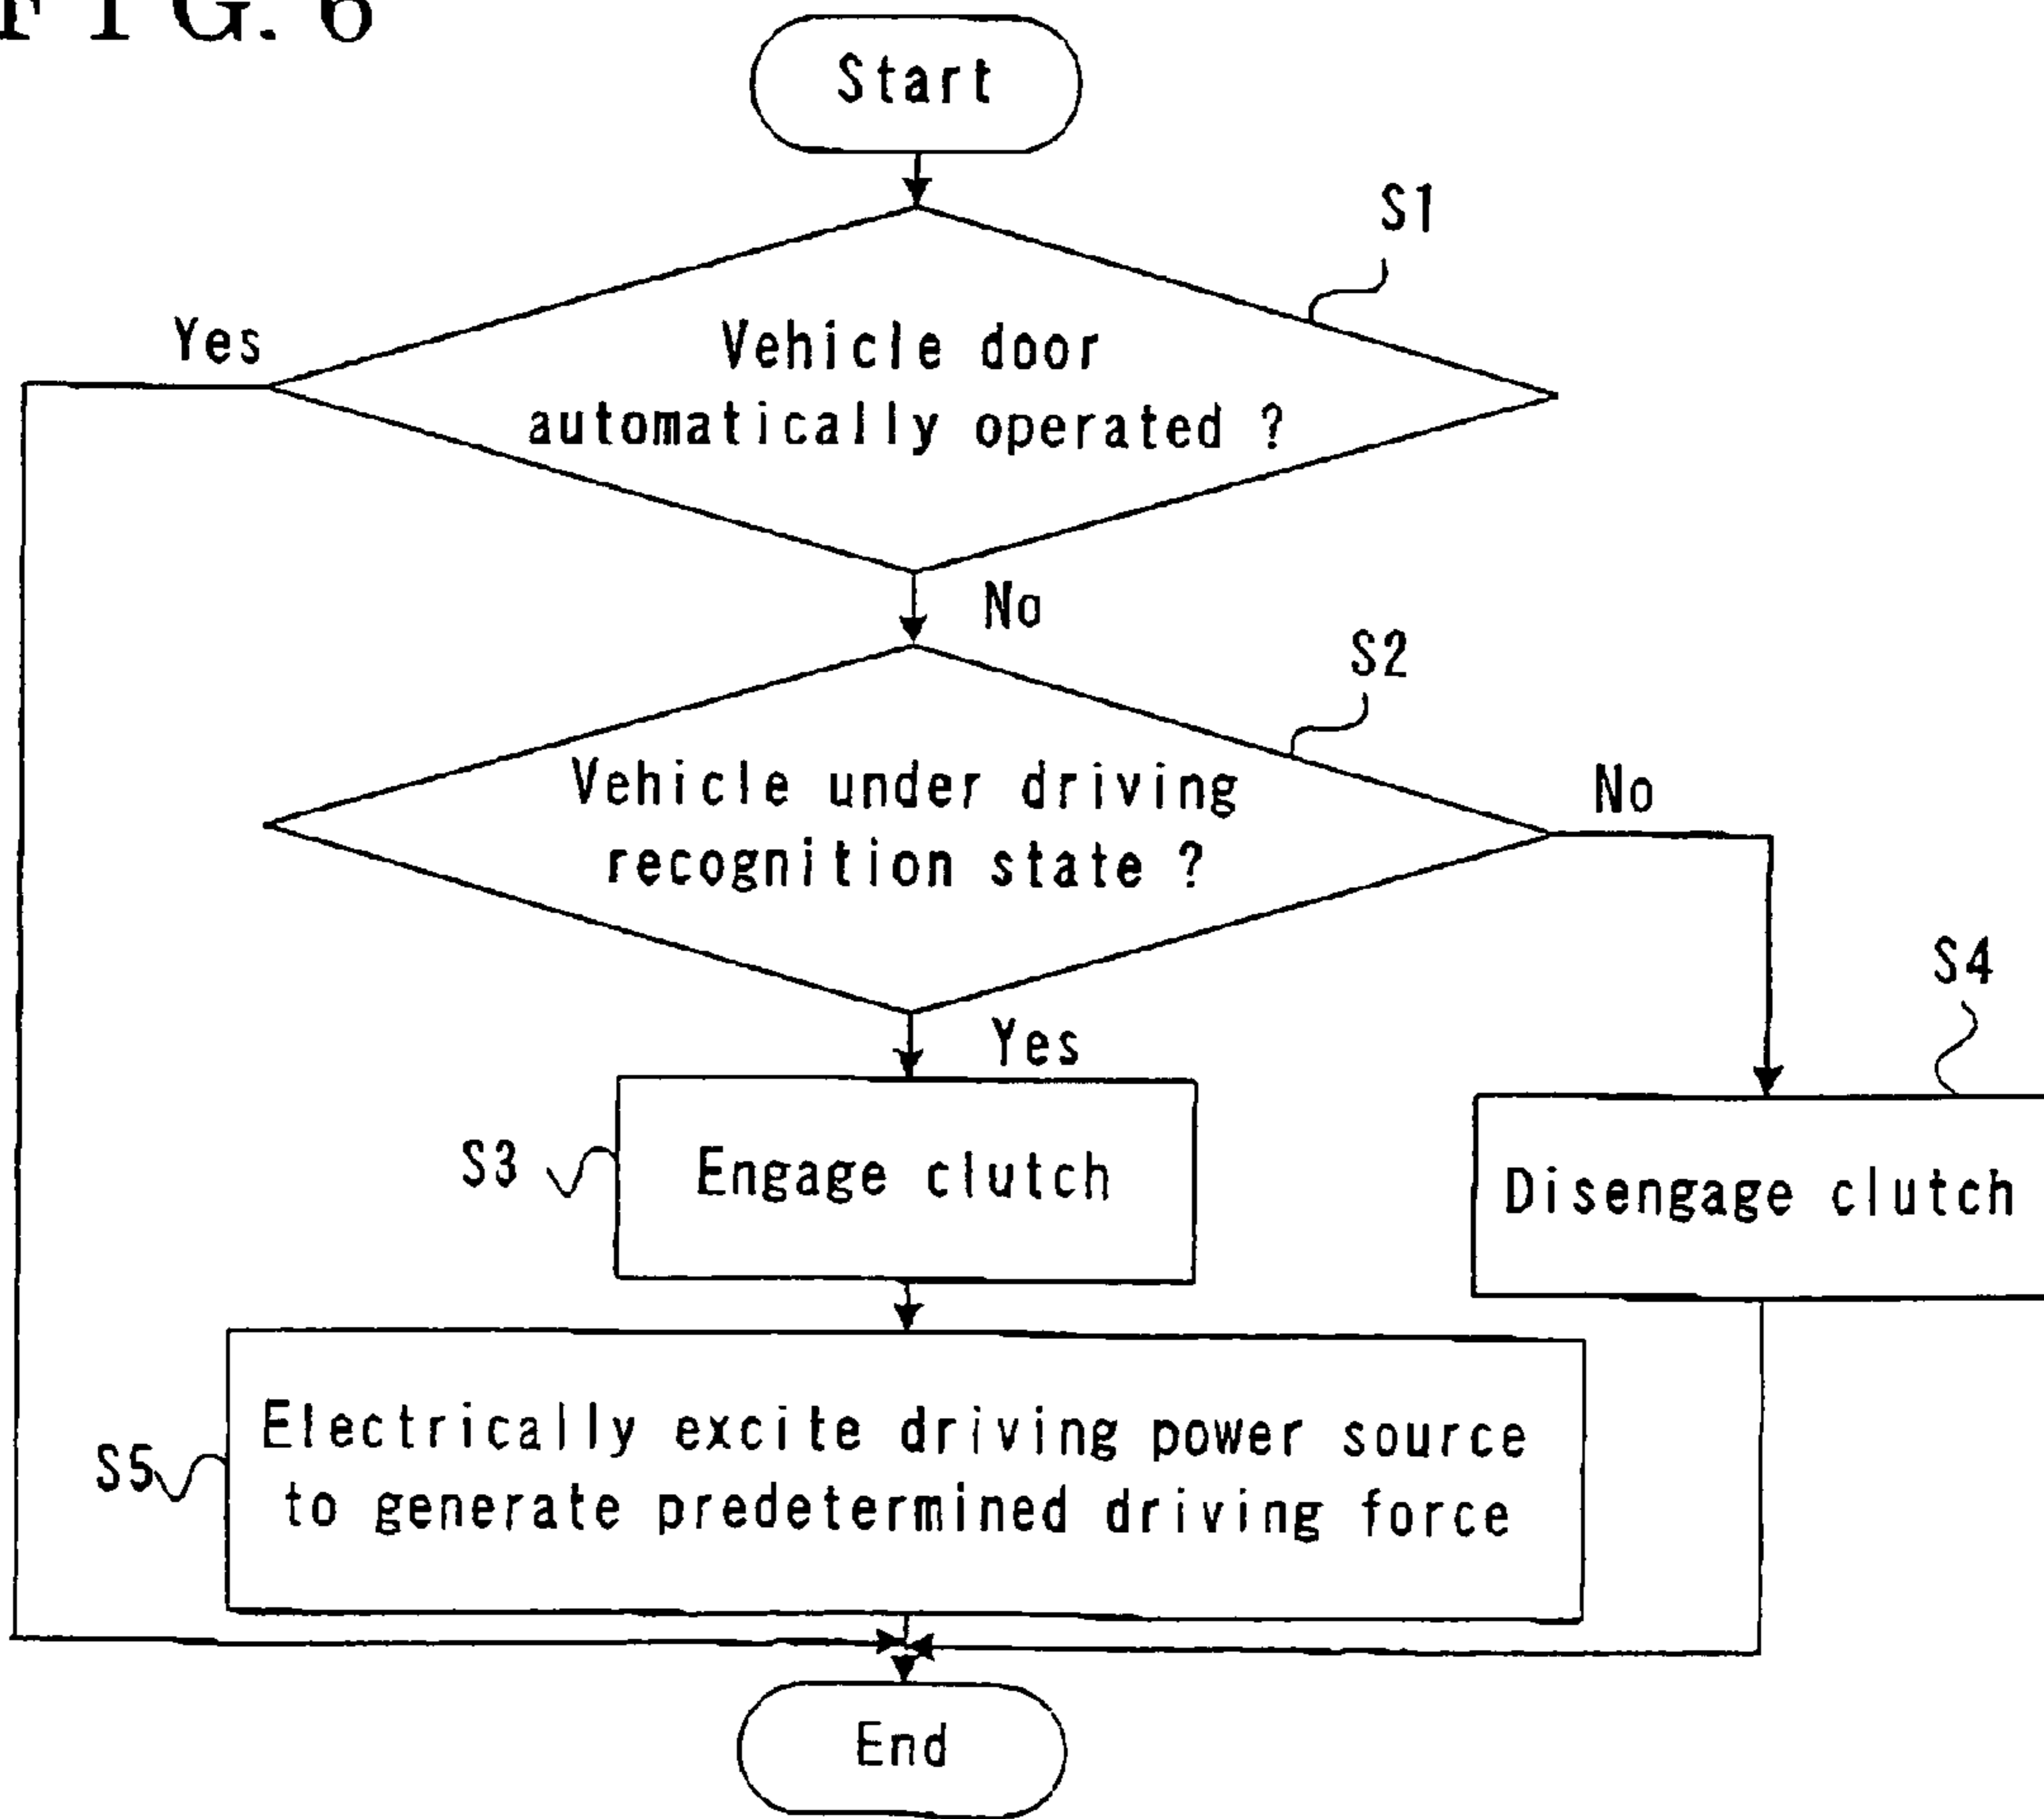 FIG. 6
Start
S1
Yes
Vehicle door
automatically operated ?
No
S2
Vehicle under driving
recognition state ?
No
S4
Yes
S3
Engage clutch
Disengage clutch
S5
Electrically excite driving power source
to generate predetermined driving force
End